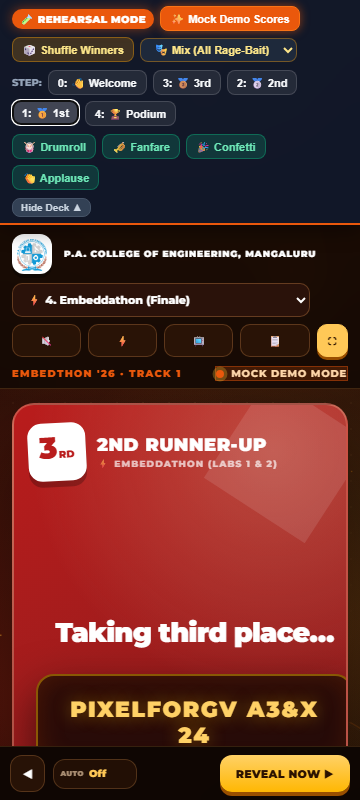 🧪 REHEARSAL MODE
✨ Mock Demo Scores
🎲 Shuffle Winners
🎭 Mix (All Rage-Bait)
STEP:
0: 👋 Welcome
3: 🥉 3rd
2: 🥈 2nd
1: 🥇 1st
4: 🏆 Podium
🥁 Drumroll
🎺 Fanfare
🎉 Confetti
👏 Applause
Hide Deck ▲
P.A. COLLEGE OF ENGINEERING, MANGALURU
⚡ 4. Embeddathon (Finale)
EMBEDTHON '26 · TRACK 1
MOCK DEMO MODE
3RD
2ND RUNNER-UP
⚡ EMBEDDATHON (LABS 1 & 2)
Taking third place...
PIXELFORGV A3&X
24
◀
AUTO Off
REVEAL NOW ▶